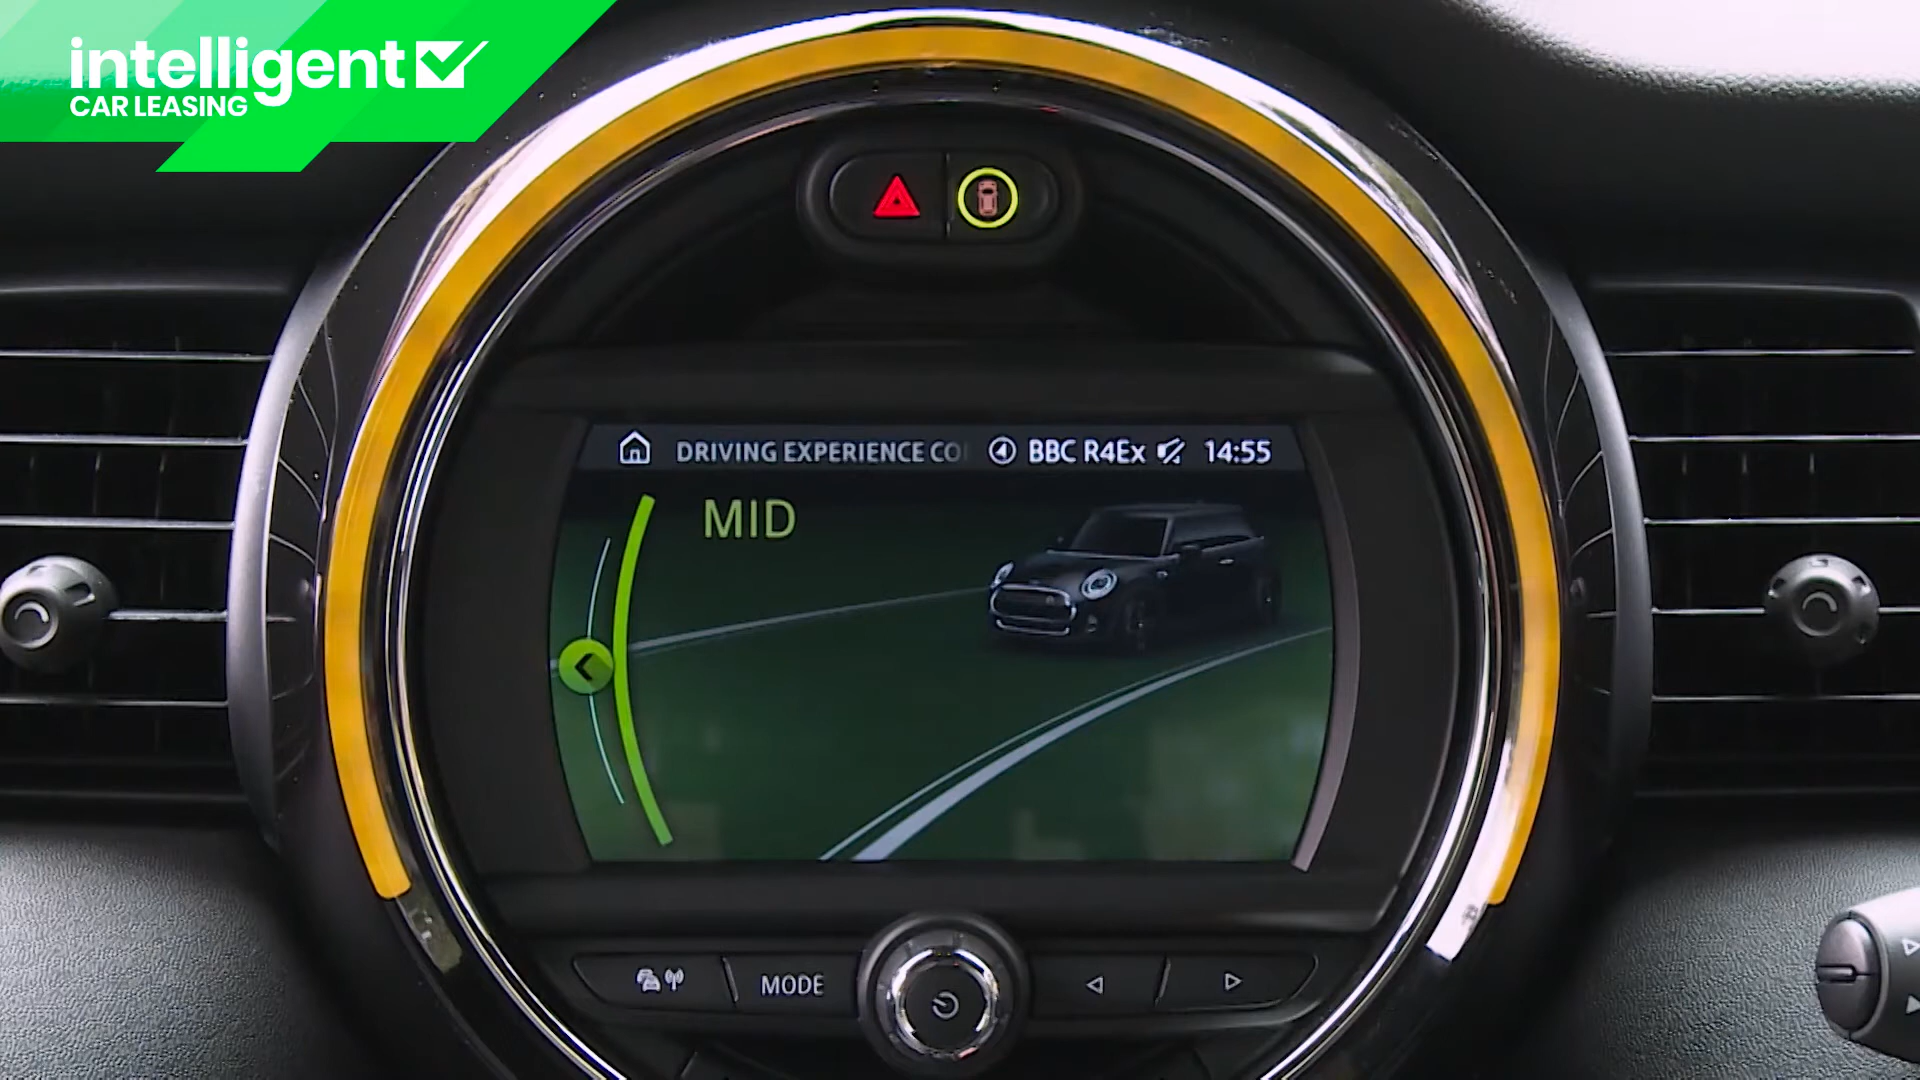 intelligent
CAR LEASING
DRIVING EXPERIENCE CO
BBC R4Ex
14:55
MID
MODE